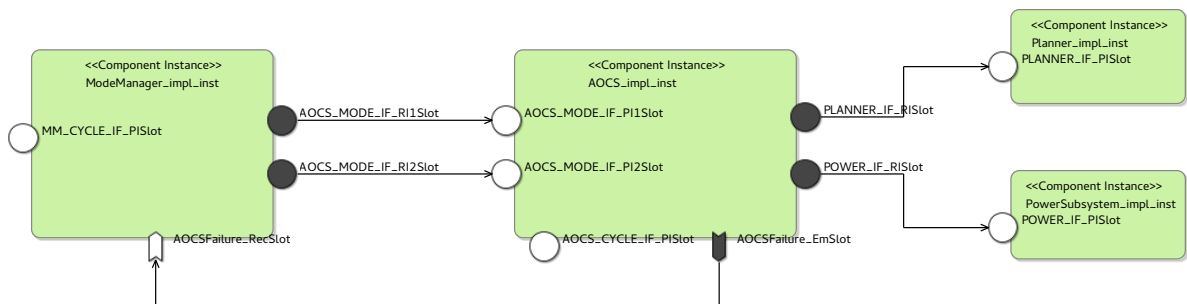 <<Component Instance>>
ModeManager_impl_inst
MM_CYCLE_IF_PISlot
AOCS_MODE_IF_RI1Slot
AOCS_MODE_IF_RI2Slot
AOCSFailure_RecSlot
<<Component Instance>>
AOCS_impl_inst
AOCS_MODE_IF_PI1Slot
AOCS_MODE_IF_PI2Slot
PLANNER_IF_RISlot
POWER_IF_RISlot
AOCS_CYCLE_IF_PISlot
AOCSFailure_EmSlot
<<Component Instance>>
Planner_impl_inst
PLANNER_IF_PISlot
<<Component Instance>>
PowerSubsystem_impl_inst
POWER_IF_PISlot